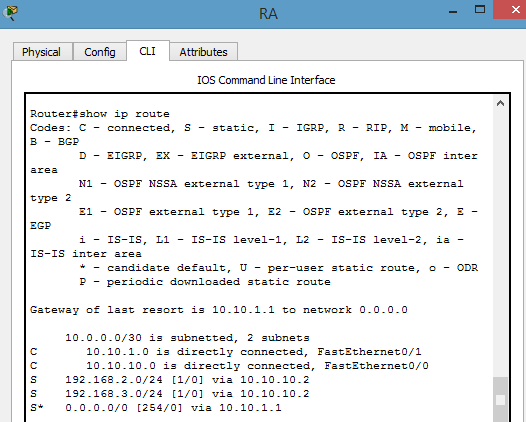 RA
Physical Config CLI Attributes
IOS Command Line Interface
Router#show ip route
Codes: C - connected, S - static, I - IGRP, R - RIP, M - mobile,
B - BGP
D - EIGRP, EX - EIGRP external, O - OSPF, IA - OSPF inter
area
N1 - OSPF NSSA external type 1, N2 - OSPF NSSA external
type 2
E1 - OSPF external type 1, E2 - OSPF external type 2, E -
EGP
i - IS-IS, L1 - IS-IS level-1, L2 - IS-IS level-2, ia -
IS-IS inter area
* - candidate default, U - per-user static route, o - ODR
P - periodic downloaded static route
Gateway of last resort is 10.10.1.1 to network 0.0.0.0
10.0.0.0/30 is subnetted, 2 subnets
C 10.10.1.0 is directly connected, FastEthernet0/1
C 10.10.10.0 is directly connected, FastEthernet0/0
S 192.168.2.0/24 [1/0] via 10.10.10.2
S 192.168.3.0/24 [1/0] via 10.10.10.2
S* 0.0.0.0/0 [254/0] via 10.10.1.1